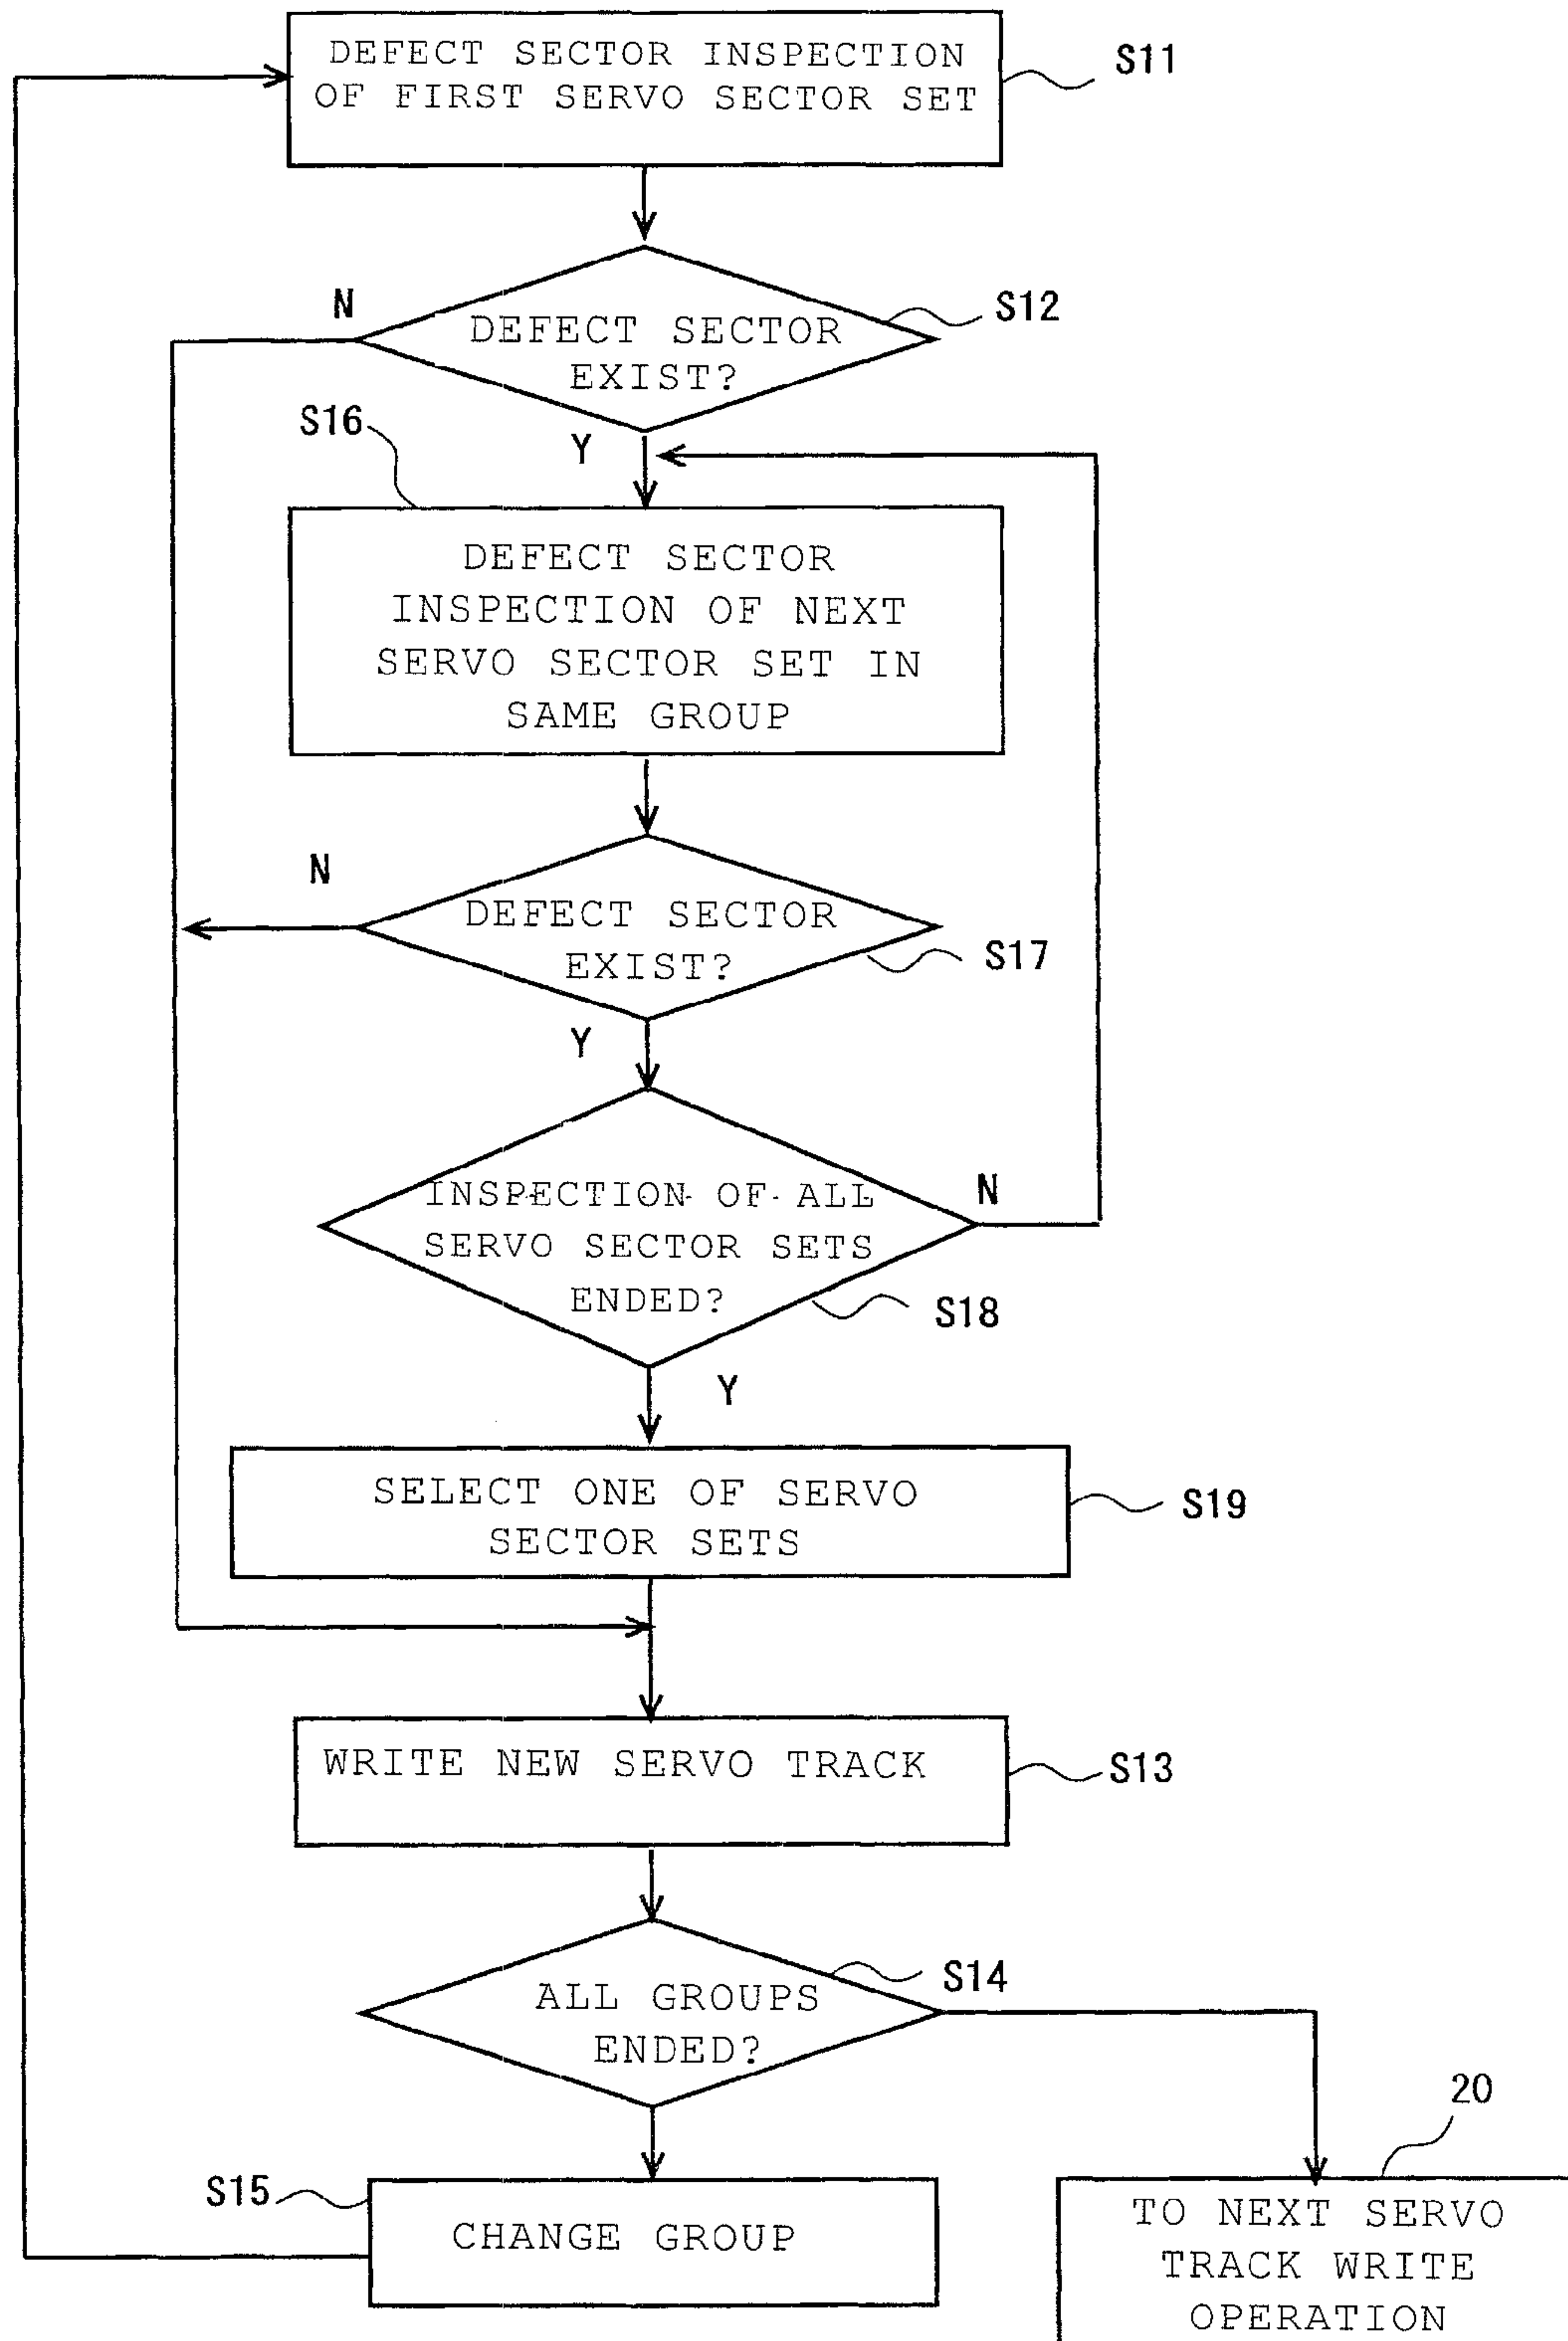 DEFECT SECTOR INSPECTION
OF FIRST SERVO SECTOR SET
S11
N
DEFECT SECTOR
EXIST?
S12
S16
Y
DEFECT SECTOR
INSPECTION OF NEXT
SERVO SECTOR SET IN
SAME GROUP
N
DEFECT SECTOR
EXIST?
S17
Y
INSPECTION OF ALL
SERVO SECTOR SETS
ENDED?
N
S18
Y
SELECT ONE OF SERVO
SECTOR SETS
S19
WRITE NEW SERVO TRACK
S13
ALL GROUPS
ENDED?
S14
20
S15
CHANGE GROUP
TO NEXT SERVO
TRACK WRITE
OPERATION